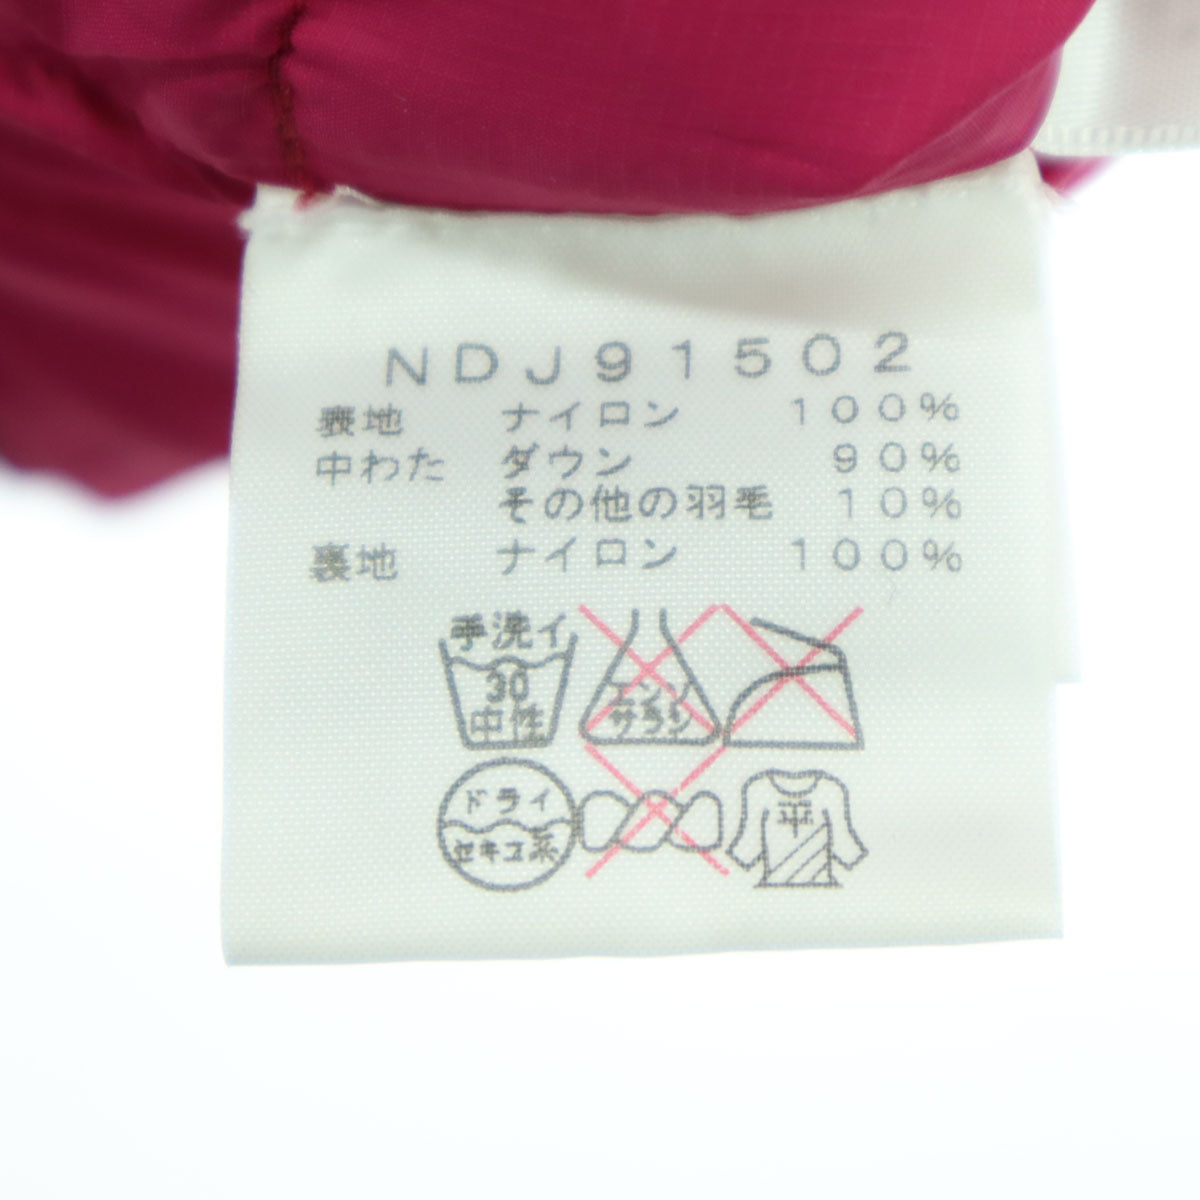 NDJ91502
表地 ナイロン 100%
中わた ダウン 90%
その他の羽毛 10%
裏地 ナイロン 100%
手洗イ
30
中性
エンソ
サラシ
ドライ
セキユ系
平